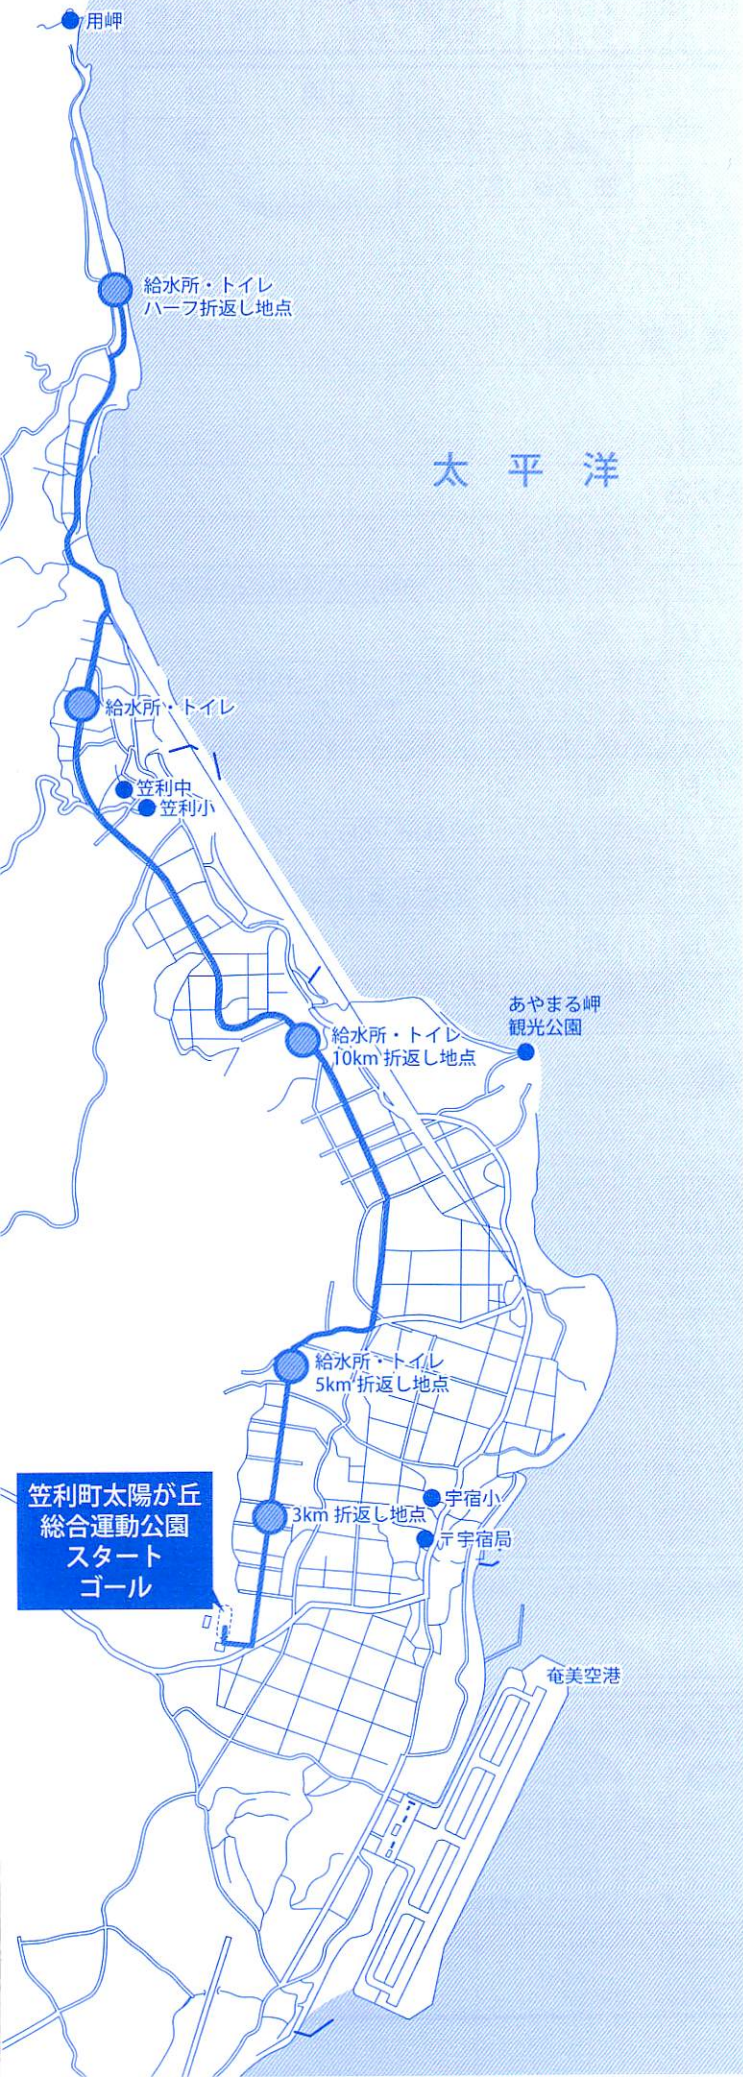 用岬
給水所・トイレ
ハーフ折返し地点
太平洋
給水所・トイレ
笠利中
笠利小
あやまる岬
観光公園
給水所・トイレ
10km 折返し地点
給水所・トイレ
5km 折返し地点
笠利町太陽が丘
総合運動公園
スタート
ゴール
宇宿小
3km 折返し地点
〒宇宿局
奄美空港